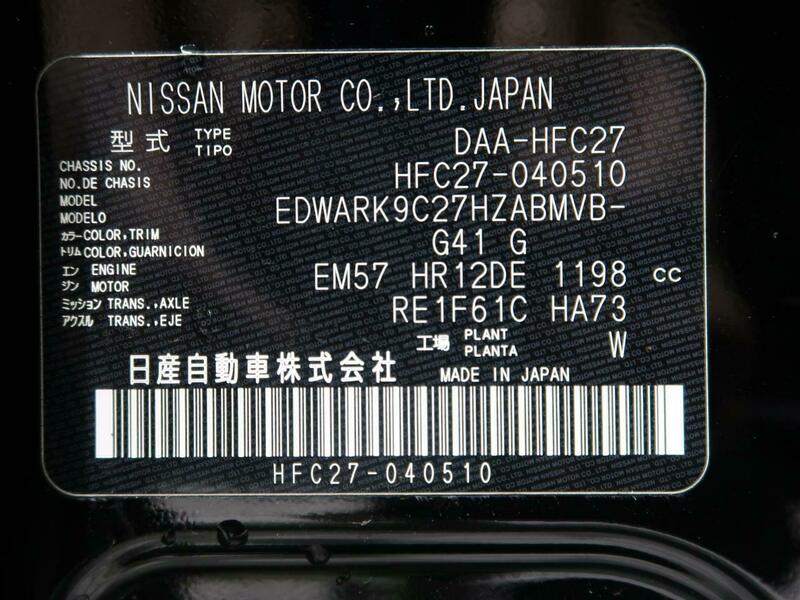 NISSAN MOTOR CO.,LTD.JAPAN
型式 TYPE TIPO DAA-HFC27
CHASSIS NO. NO.DE CHASIS HFC27-040510
MODEL MODELO EDWARK9C27HZABMVB-
カラー COLOR,TRIM
トリム COLOR,GUARNICION G41 G
エン ENGINE
ジン MOTOR EM57 HR12DE 1198 cc
ミッション TRANS.,AXLE
アクスル TRANS.,EJE RE1F61C HA73
工場 PLANT PLANTA W
日産自動車株式会社 MADE IN JAPAN
HFC27-040510